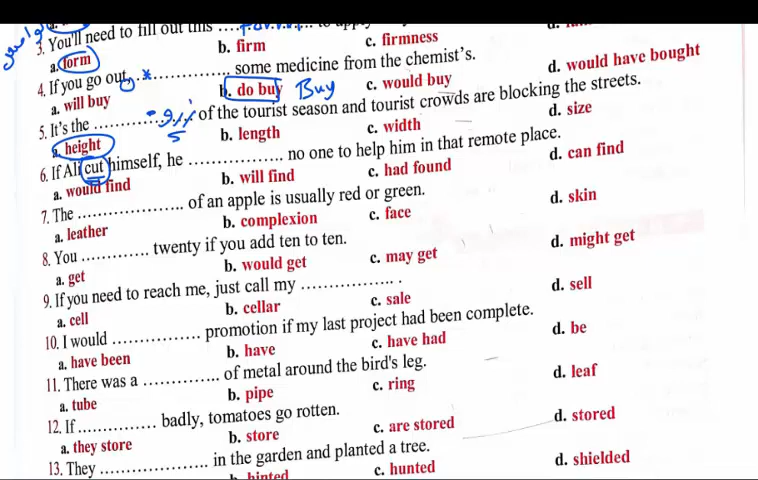 3. You'll need to fill out this
a. form b. firm c. firmness
4. If you go out, .................. some medicine from the chemist's.
a. will buy b. do buy Buy c. would buy d. would have bought
5. It's the .................. of the tourist season and tourist crowds are blocking the streets.
a. height b. length c. width d. size
6. If Ali cut himself, he .................. no one to help him in that remote place.
a. would find b. will find c. had found d. can find
7. The .................. of an apple is usually red or green.
a. leather b. complexion c. face d. skin
8. You ............. twenty if you add ten to ten.
a. get b. would get c. may get d. might get
9. If you need to reach me, just call my .................. .
a. cell b. cellar c. sale d. sell
10. I would .................. promotion if my last project had been complete.
a. have been b. have c. have had d. be
11. There was a .............. of metal around the bird's leg.
a. tube b. pipe c. ring d. leaf
12. If ............... badly, tomatoes go rotten.
a. they store b. store c. are stored d. stored
13. They .................... in the garden and planted a tree.
b. hinted c. hunted d. shielded